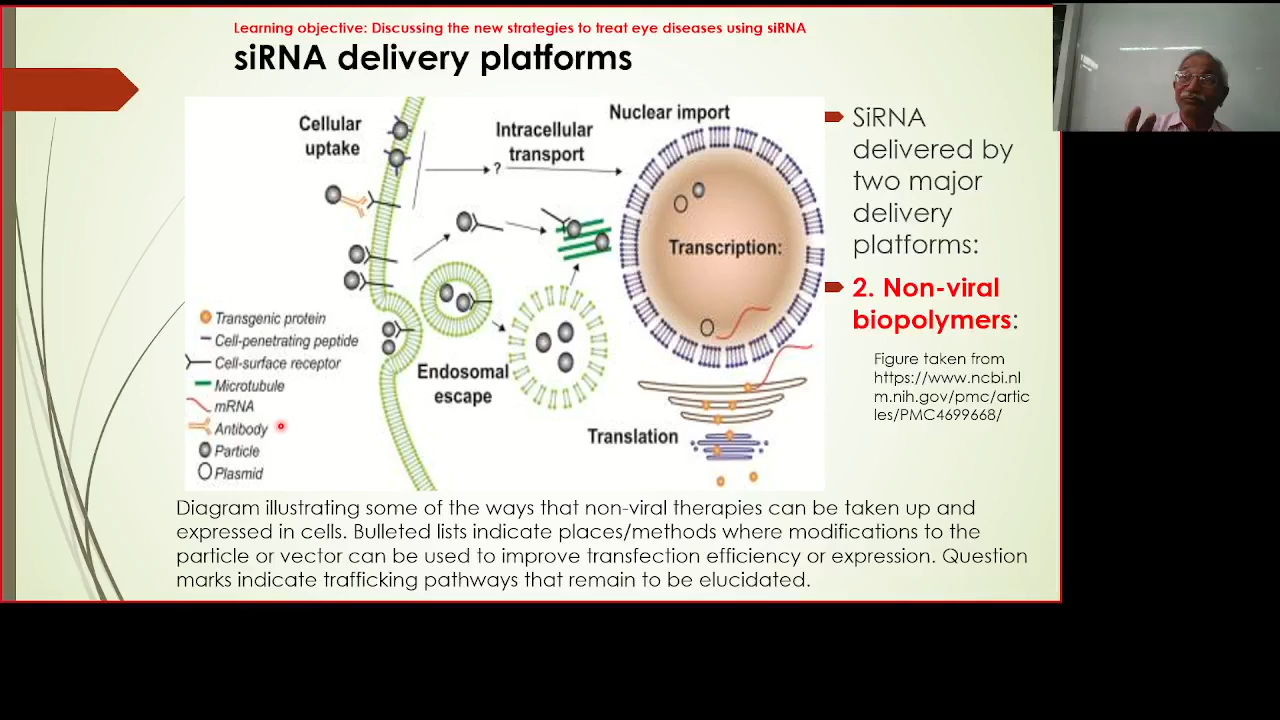 Learning objective: Discussing the new strategies to treat eye diseases using siRNA
siRNA delivery platforms
Cellular
uptake
Intracellular
transport
Nuclear import
?
Transcription:
Endosomal
escape
Translation
Transgenic protein
Cell-penetrating peptide
Cell-surface receptor
Microtubule
mRNA
Antibody
Particle
Plasmid
SiRNA
delivered by
two major
delivery
platforms:
2. Non-viral
biopolymers:
Figure taken from
https://www.ncbi.nl
m.nih.gov/pmc/artic
les/PMC4699668/
Diagram illustrating some of the ways that non-viral therapies can be taken up and
expressed in cells. Bulleted lists indicate places/methods where modifications to the
particle or vector can be used to improve transfection efficiency or expression. Question
marks indicate trafficking pathways that remain to be elucidated.